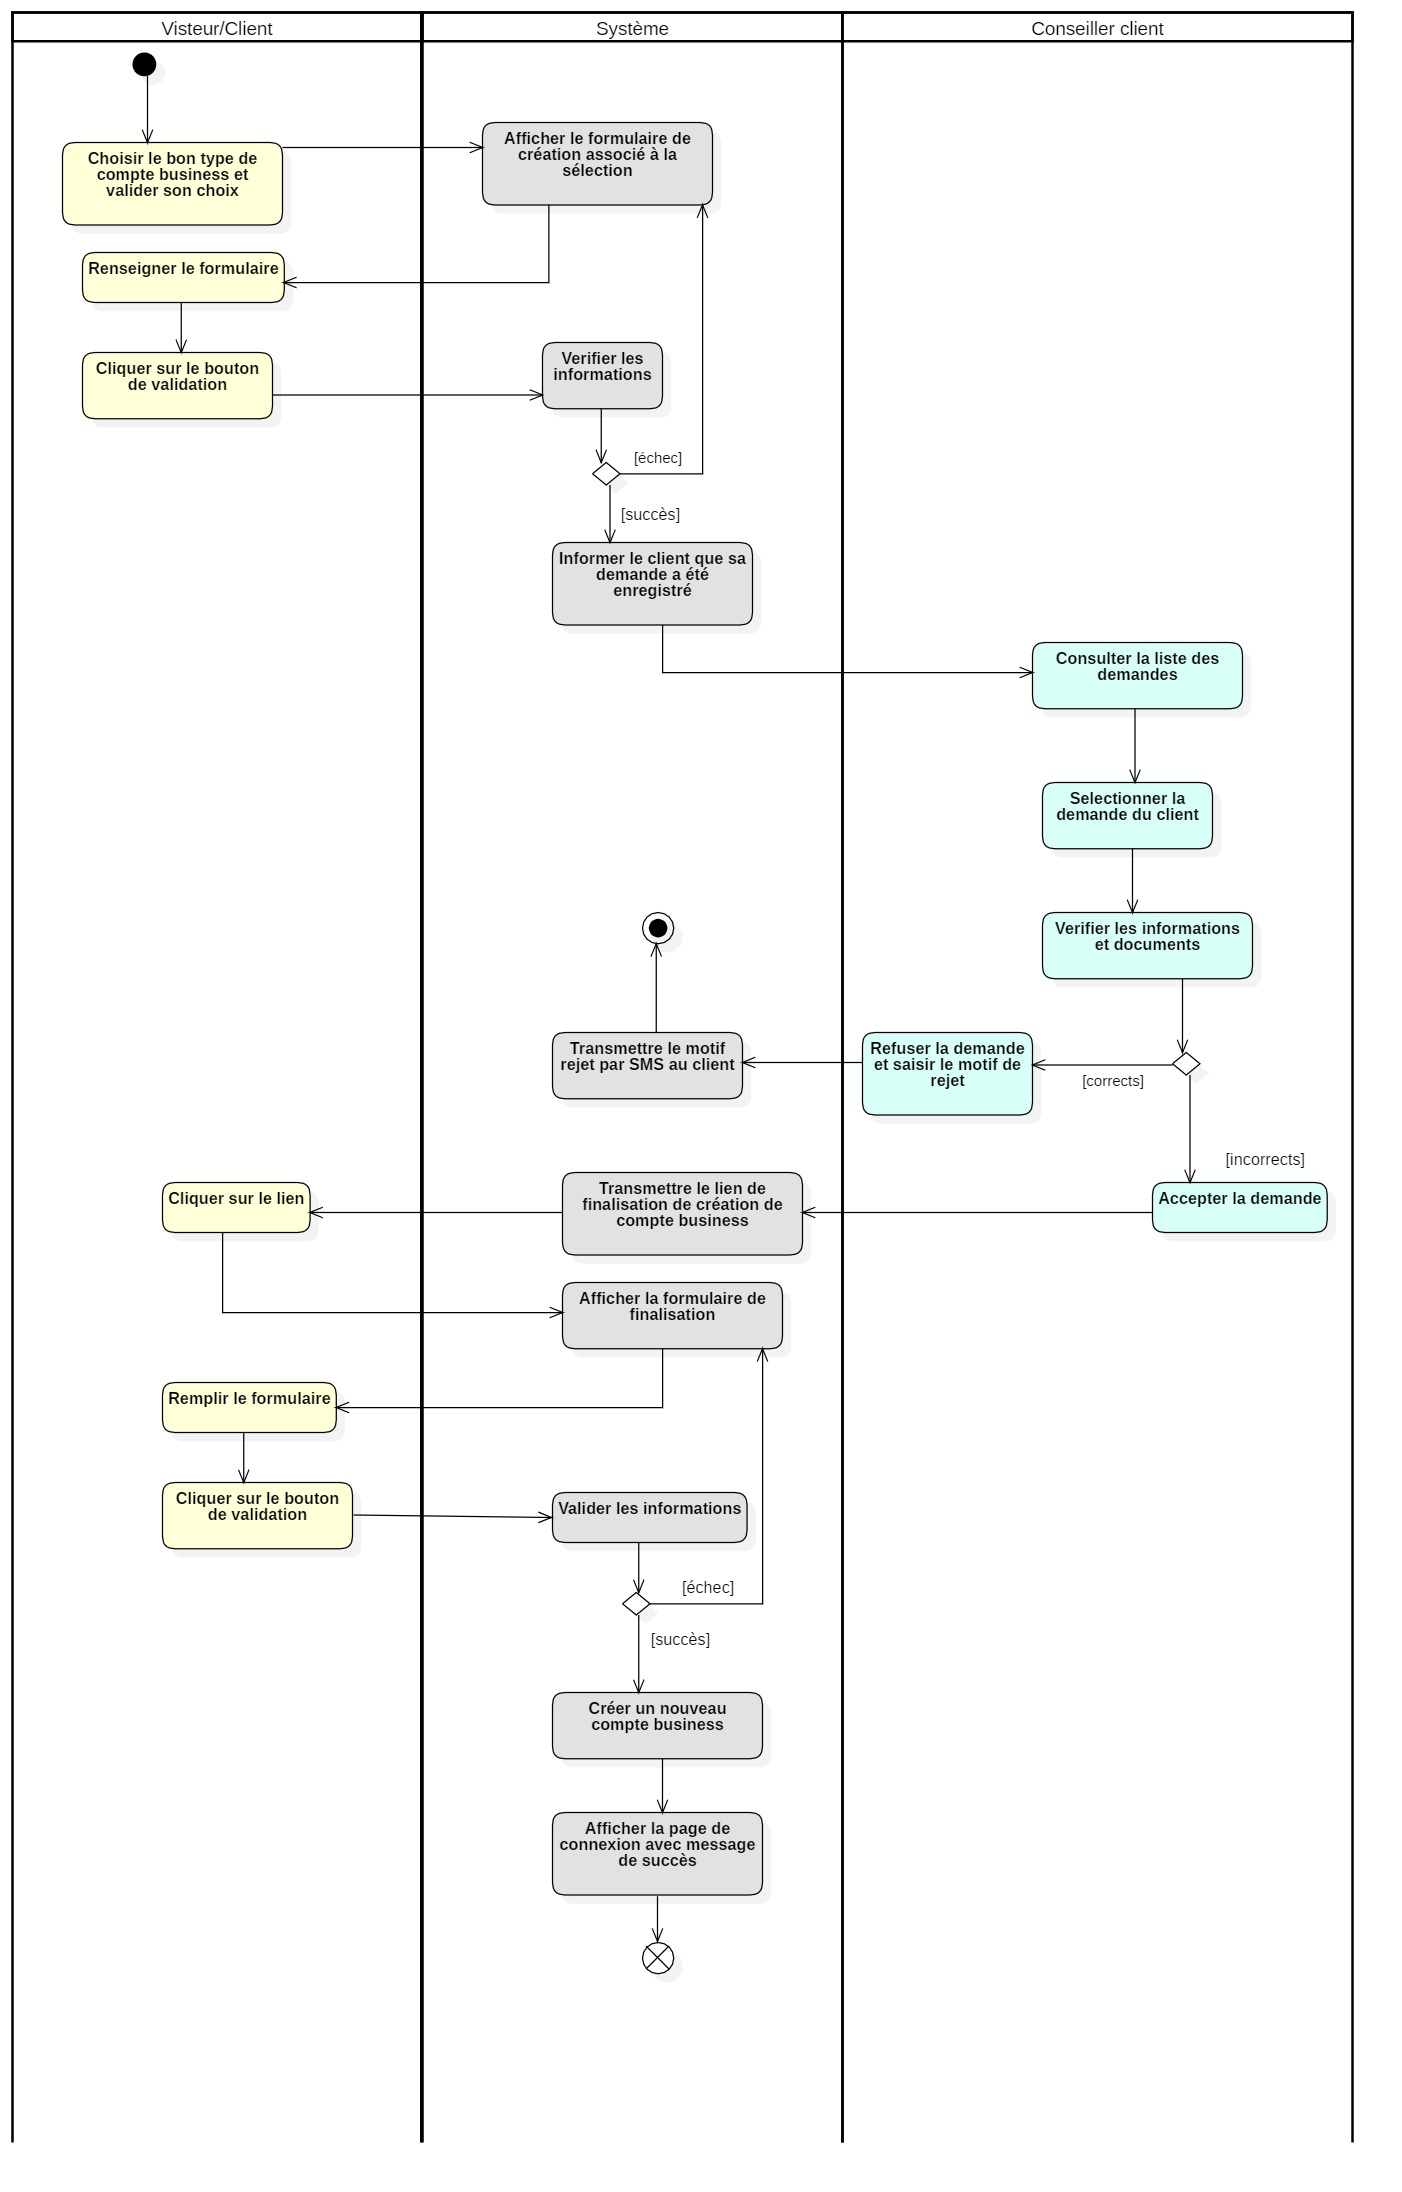 Visteur/Client
Système
Conseiller client
Choisir le bon type de
compte business et
valider son choix
Afficher le formulaire de
création associé à la
sélection
Renseigner le formulaire
Cliquer sur le bouton
de validation
Verifier les
informations
[échec]
[succès]
Informer le client que sa
demande a été
enregistré
Consulter la liste des
demandes
Selectionner la
demande du client
Verifier les informations
et documents
Transmettre le motif
rejet par SMS au client
Refuser la demande
et saisir le motif de
rejet
[corrects]
[incorrects]
Cliquer sur le lien
Transmettre le lien de
finalisation de création de
compte business
Accepter la demande
Afficher la formulaire de
finalisation
Remplir le formulaire
Cliquer sur le bouton
de validation
Valider les informations
[échec]
[succès]
Créer un nouveau
compte business
Afficher la page de
connexion avec message
de succès